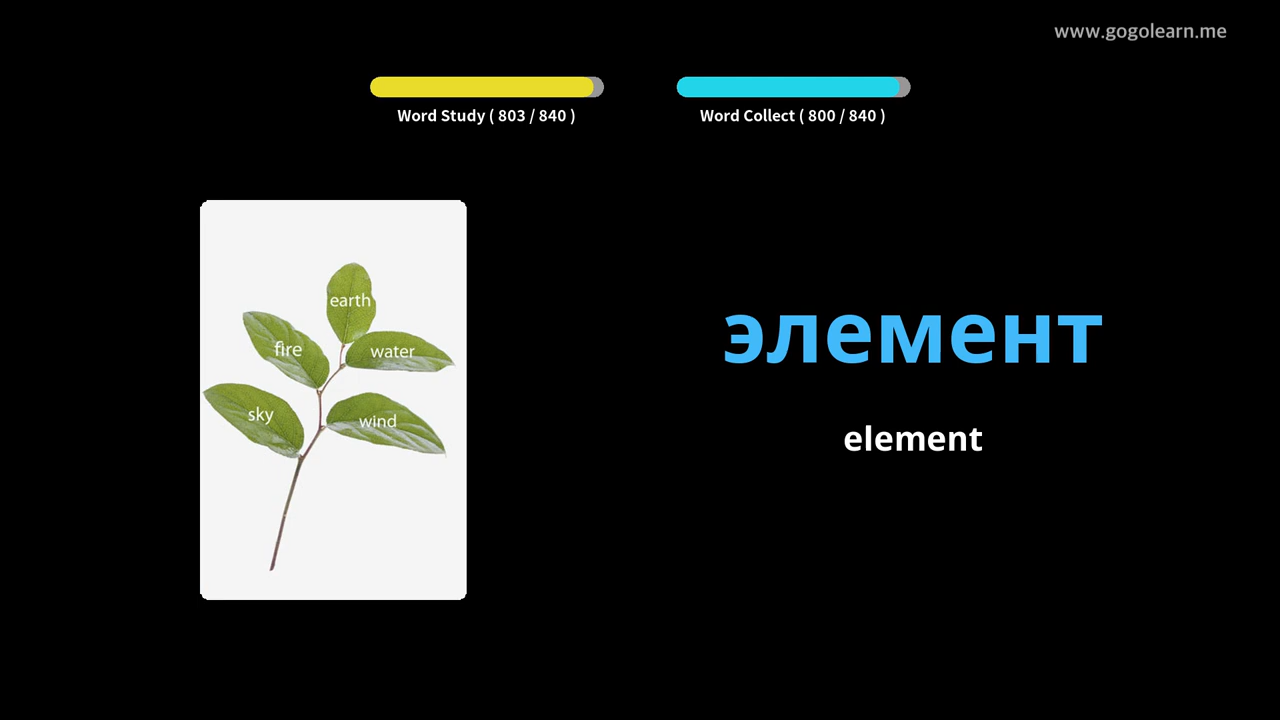 www.gogolearn.me
Word Study ( 803 / 840 )
Word Collect ( 800 / 840 )
earth
fire
water
sky
wind
элемент
element